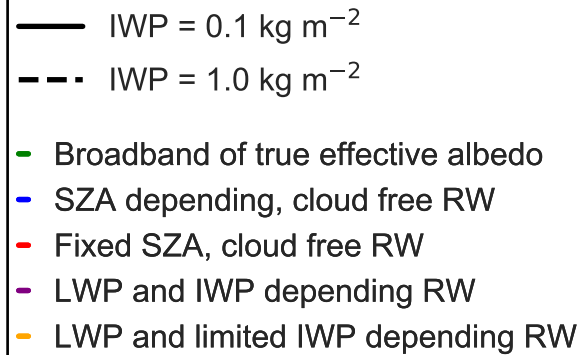 IWP = 0.1 kg m⁻²
IWP = 1.0 kg m⁻²
Broadband of true effective albedo
SZA depending, cloud free RW
Fixed SZA, cloud free RW
LWP and IWP depending RW
LWP and limited IWP depending RW